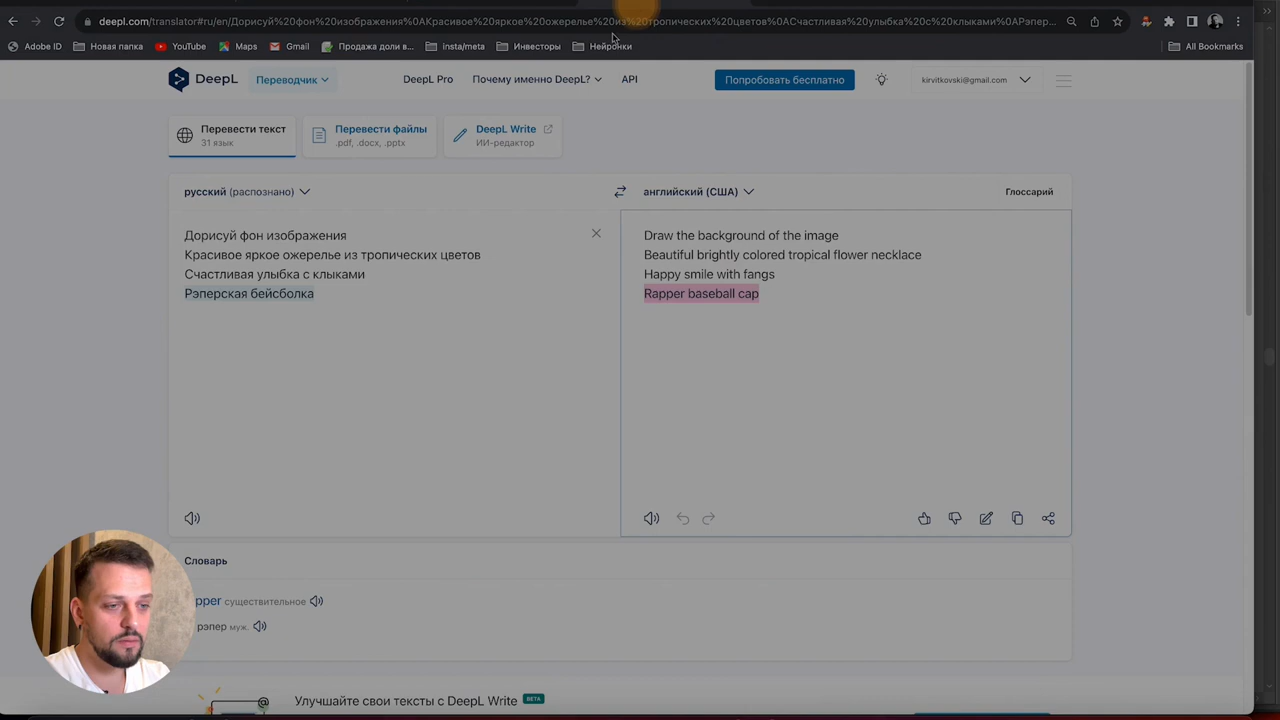 deepl.com/translator#ru/en/Дорисуй%20фон%20изображения%0AКрасивое%20яркое%20ожерелье%20из%20тропических%20цветов%0AСчастливая%20улыбка%20с%20клыками%0AРэпер...
Adobe ID
Новая папка
YouTube
Maps
Gmail
Продажа доли в...
insta/meta
Инвесторы
Нейронки
All Bookmarks
DeepL
Переводчик
DeepL Pro
Почему именно DeepL?
API
Попробовать бесплатно
kirvitkovski@gmail.com
Перевести текст
31 язык
Перевести файлы
.pdf, .docx, .pptx
DeepL Write
ИИ-редактор
русский (распознано)
английский (США)
Глоссарий
Дорисуй фон изображения
Красивое яркое ожерелье из тропических цветов
Счастливая улыбка с клыками
Рэперская бейсболка
Draw the background of the image
Beautiful brightly colored tropical flower necklace
Happy smile with fangs
Rapper baseball cap
Словарь
pper существительное
рэпер муж.
Улучшайте свои тексты с DeepL Write
BETA